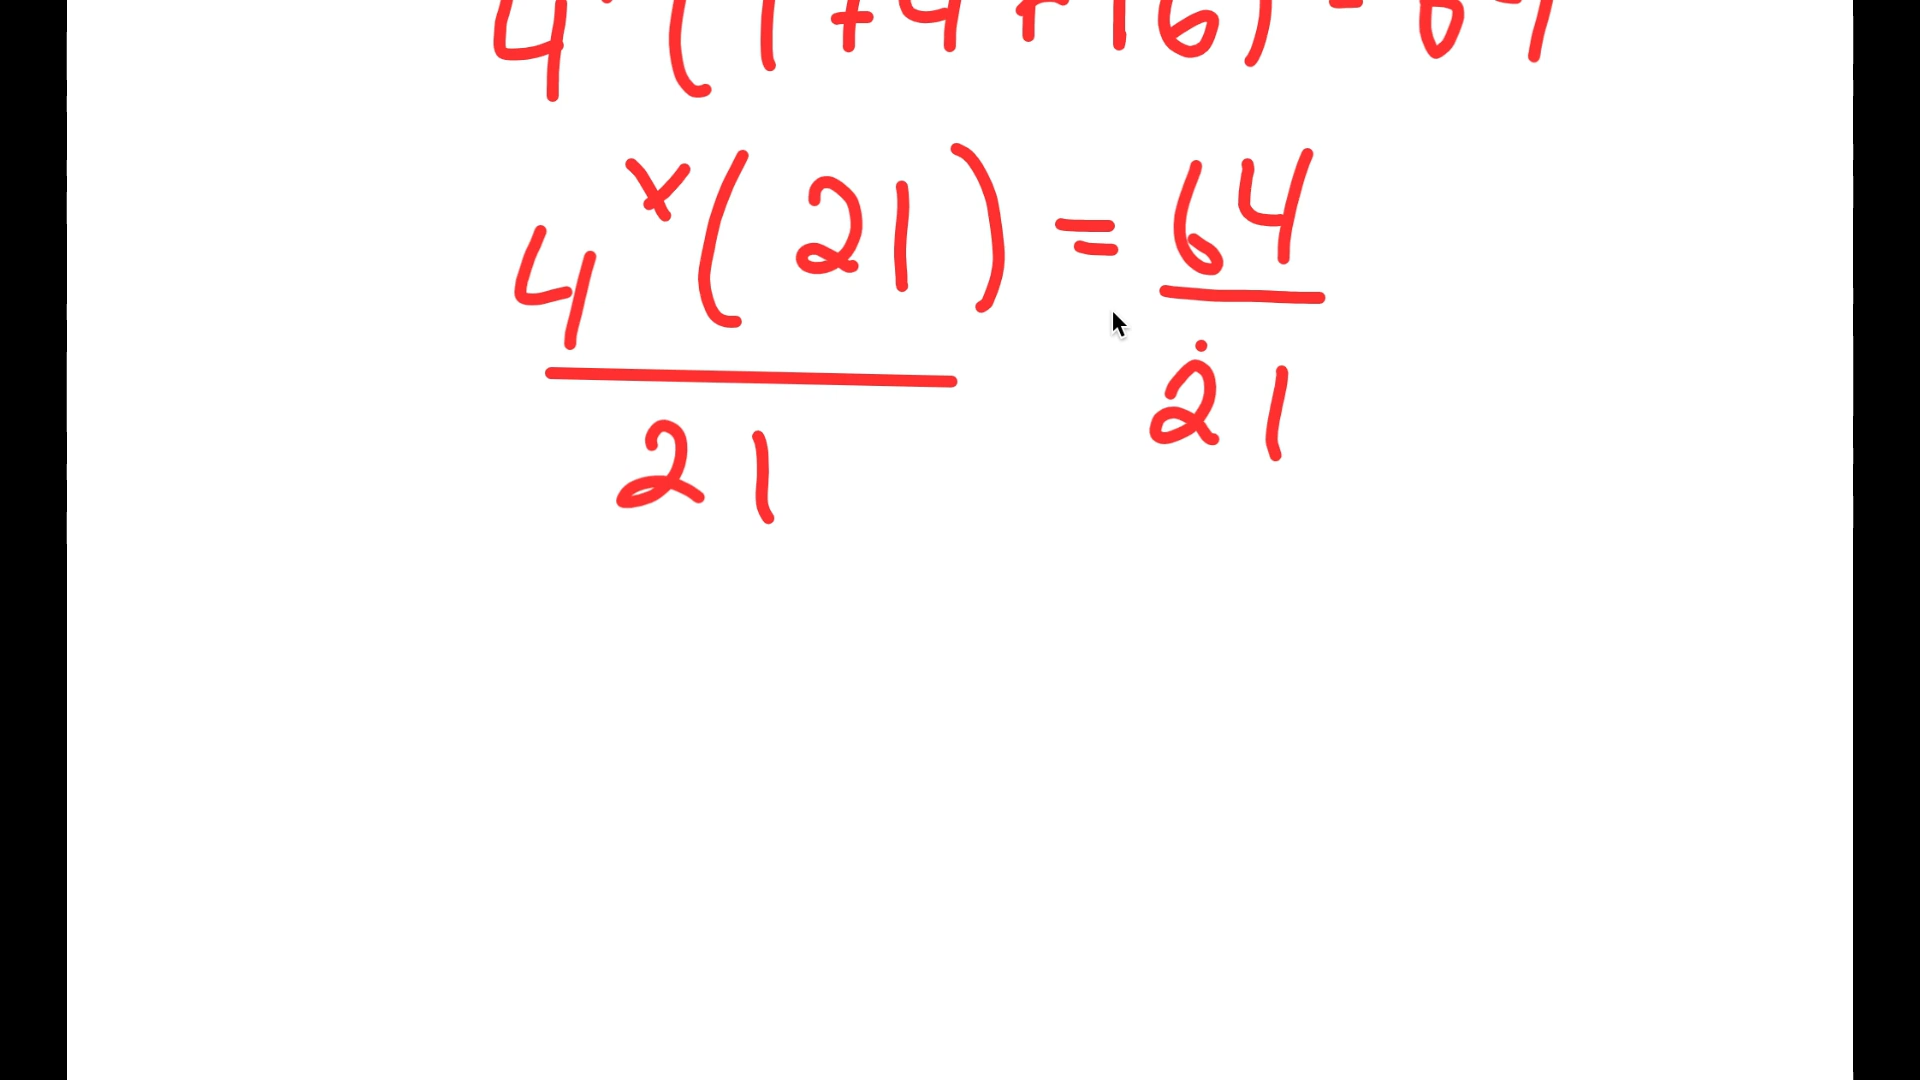 4^x (1 + 4 + 16) = 64
4^x (21) = 64
21 21